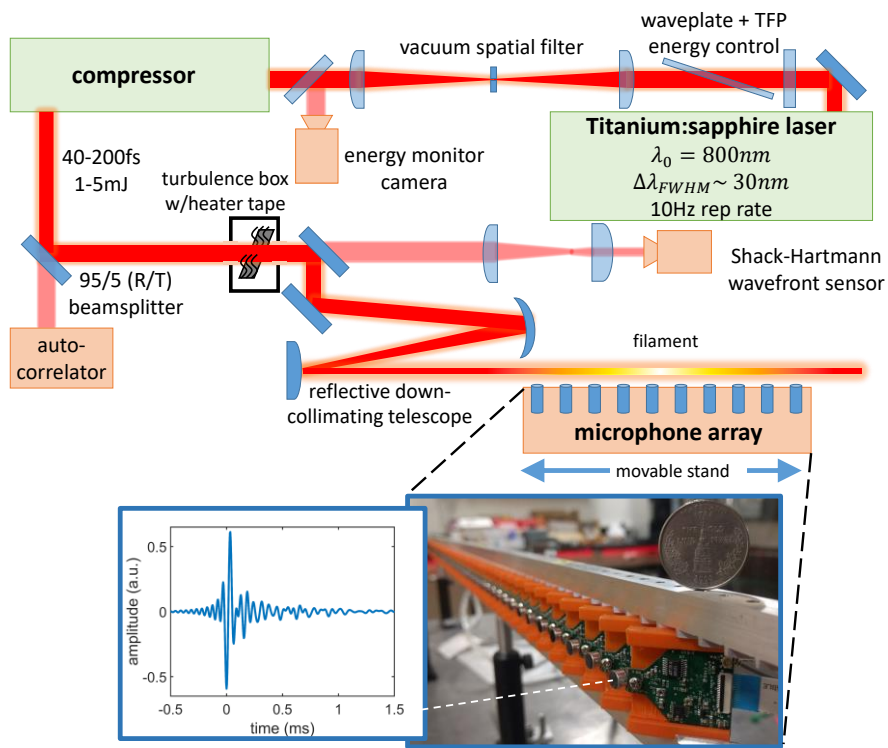 waveplate + TFP
energy control
vacuum spatial filter
compressor
Titanium:sapphire laser
λ₀ = 800nm
Δλ_FWHM ~ 30nm
10Hz rep rate
energy monitor
camera
40-200fs
1-5mJ
turbulence box
w/heater tape
Shack-Hartmann
wavefront sensor
95/5 (R/T)
beamsplitter
auto-
correlator
filament
reflective down-
collimating telescope
microphone array
movable stand
amplitude (a.u.)
0.5
0
-0.5
-0.5
0
0.5
1
1.5
time (ms)